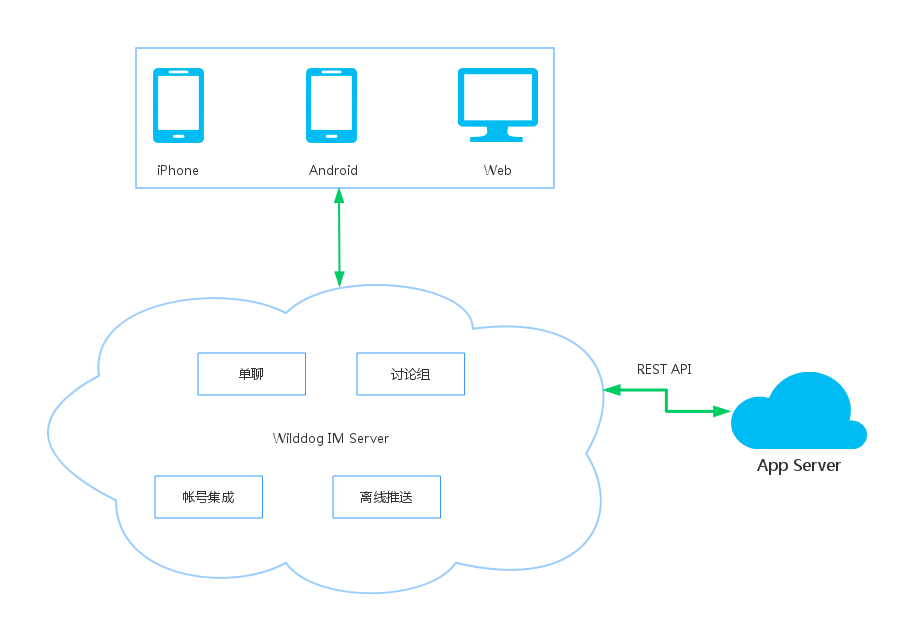 iPhone
Android
Web
单聊
讨论组
REST API
Wilddog IM Server
App Server
帐号集成
离线推送